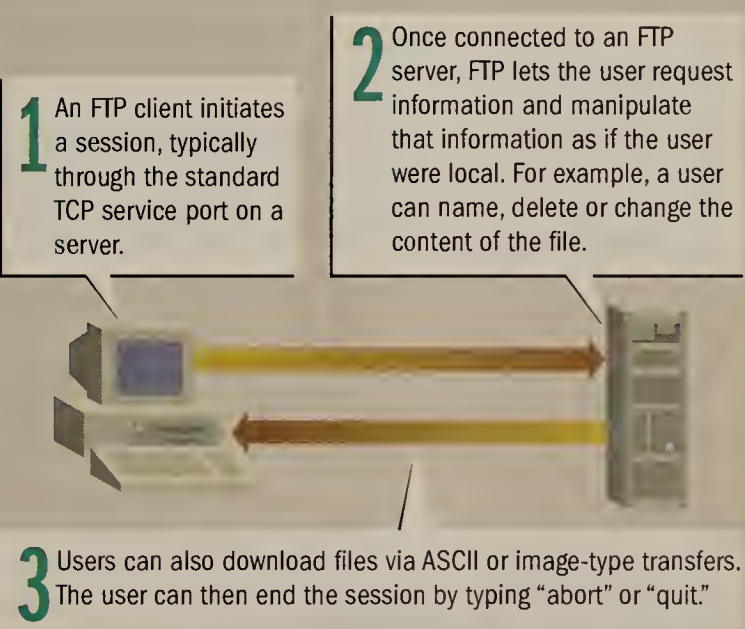 1 An FTP client initiates
a session, typically
through the standard
TCP service port on a
server.
2 Once connected to an FTP
server, FTP lets the user request
information and manipulate
that information as if the user
were local. For example, a user
can name, delete or change the
content of the file.
3 Users can also download files via ASCII or image-type transfers.
The user can then end the session by typing “abort” or “quit.”